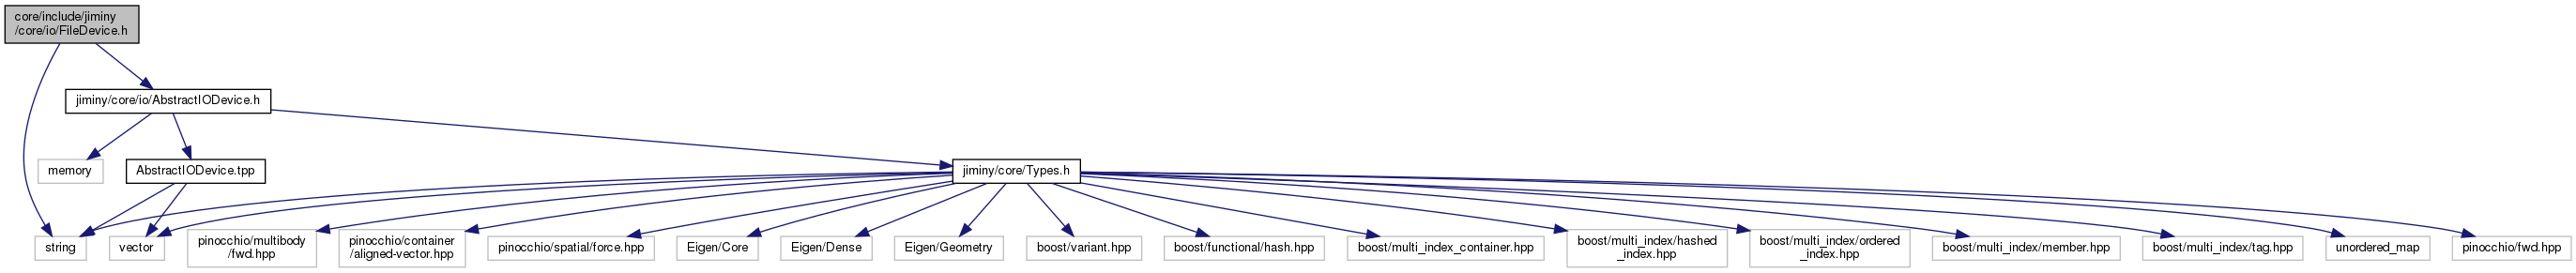 core/include/jiminy
/core/io/FileDevice.h
jiminy/core/io/AbstractIODevice.h
memory
AbstractIODevice.tpp
jiminy/core/Types.h
string
vector
pinocchio/multibody
/fwd.hpp
pinocchio/container
/aligned-vector.hpp
pinocchio/spatial/force.hpp
Eigen/Core
Eigen/Dense
Eigen/Geometry
boost/variant.hpp
boost/functional/hash.hpp
boost/multi_index_container.hpp
boost/multi_index/hashed
_index.hpp
boost/multi_index/ordered
_index.hpp
boost/multi_index/member.hpp
boost/multi_index/tag.hpp
unordered_map
pinocchio/fwd.hpp